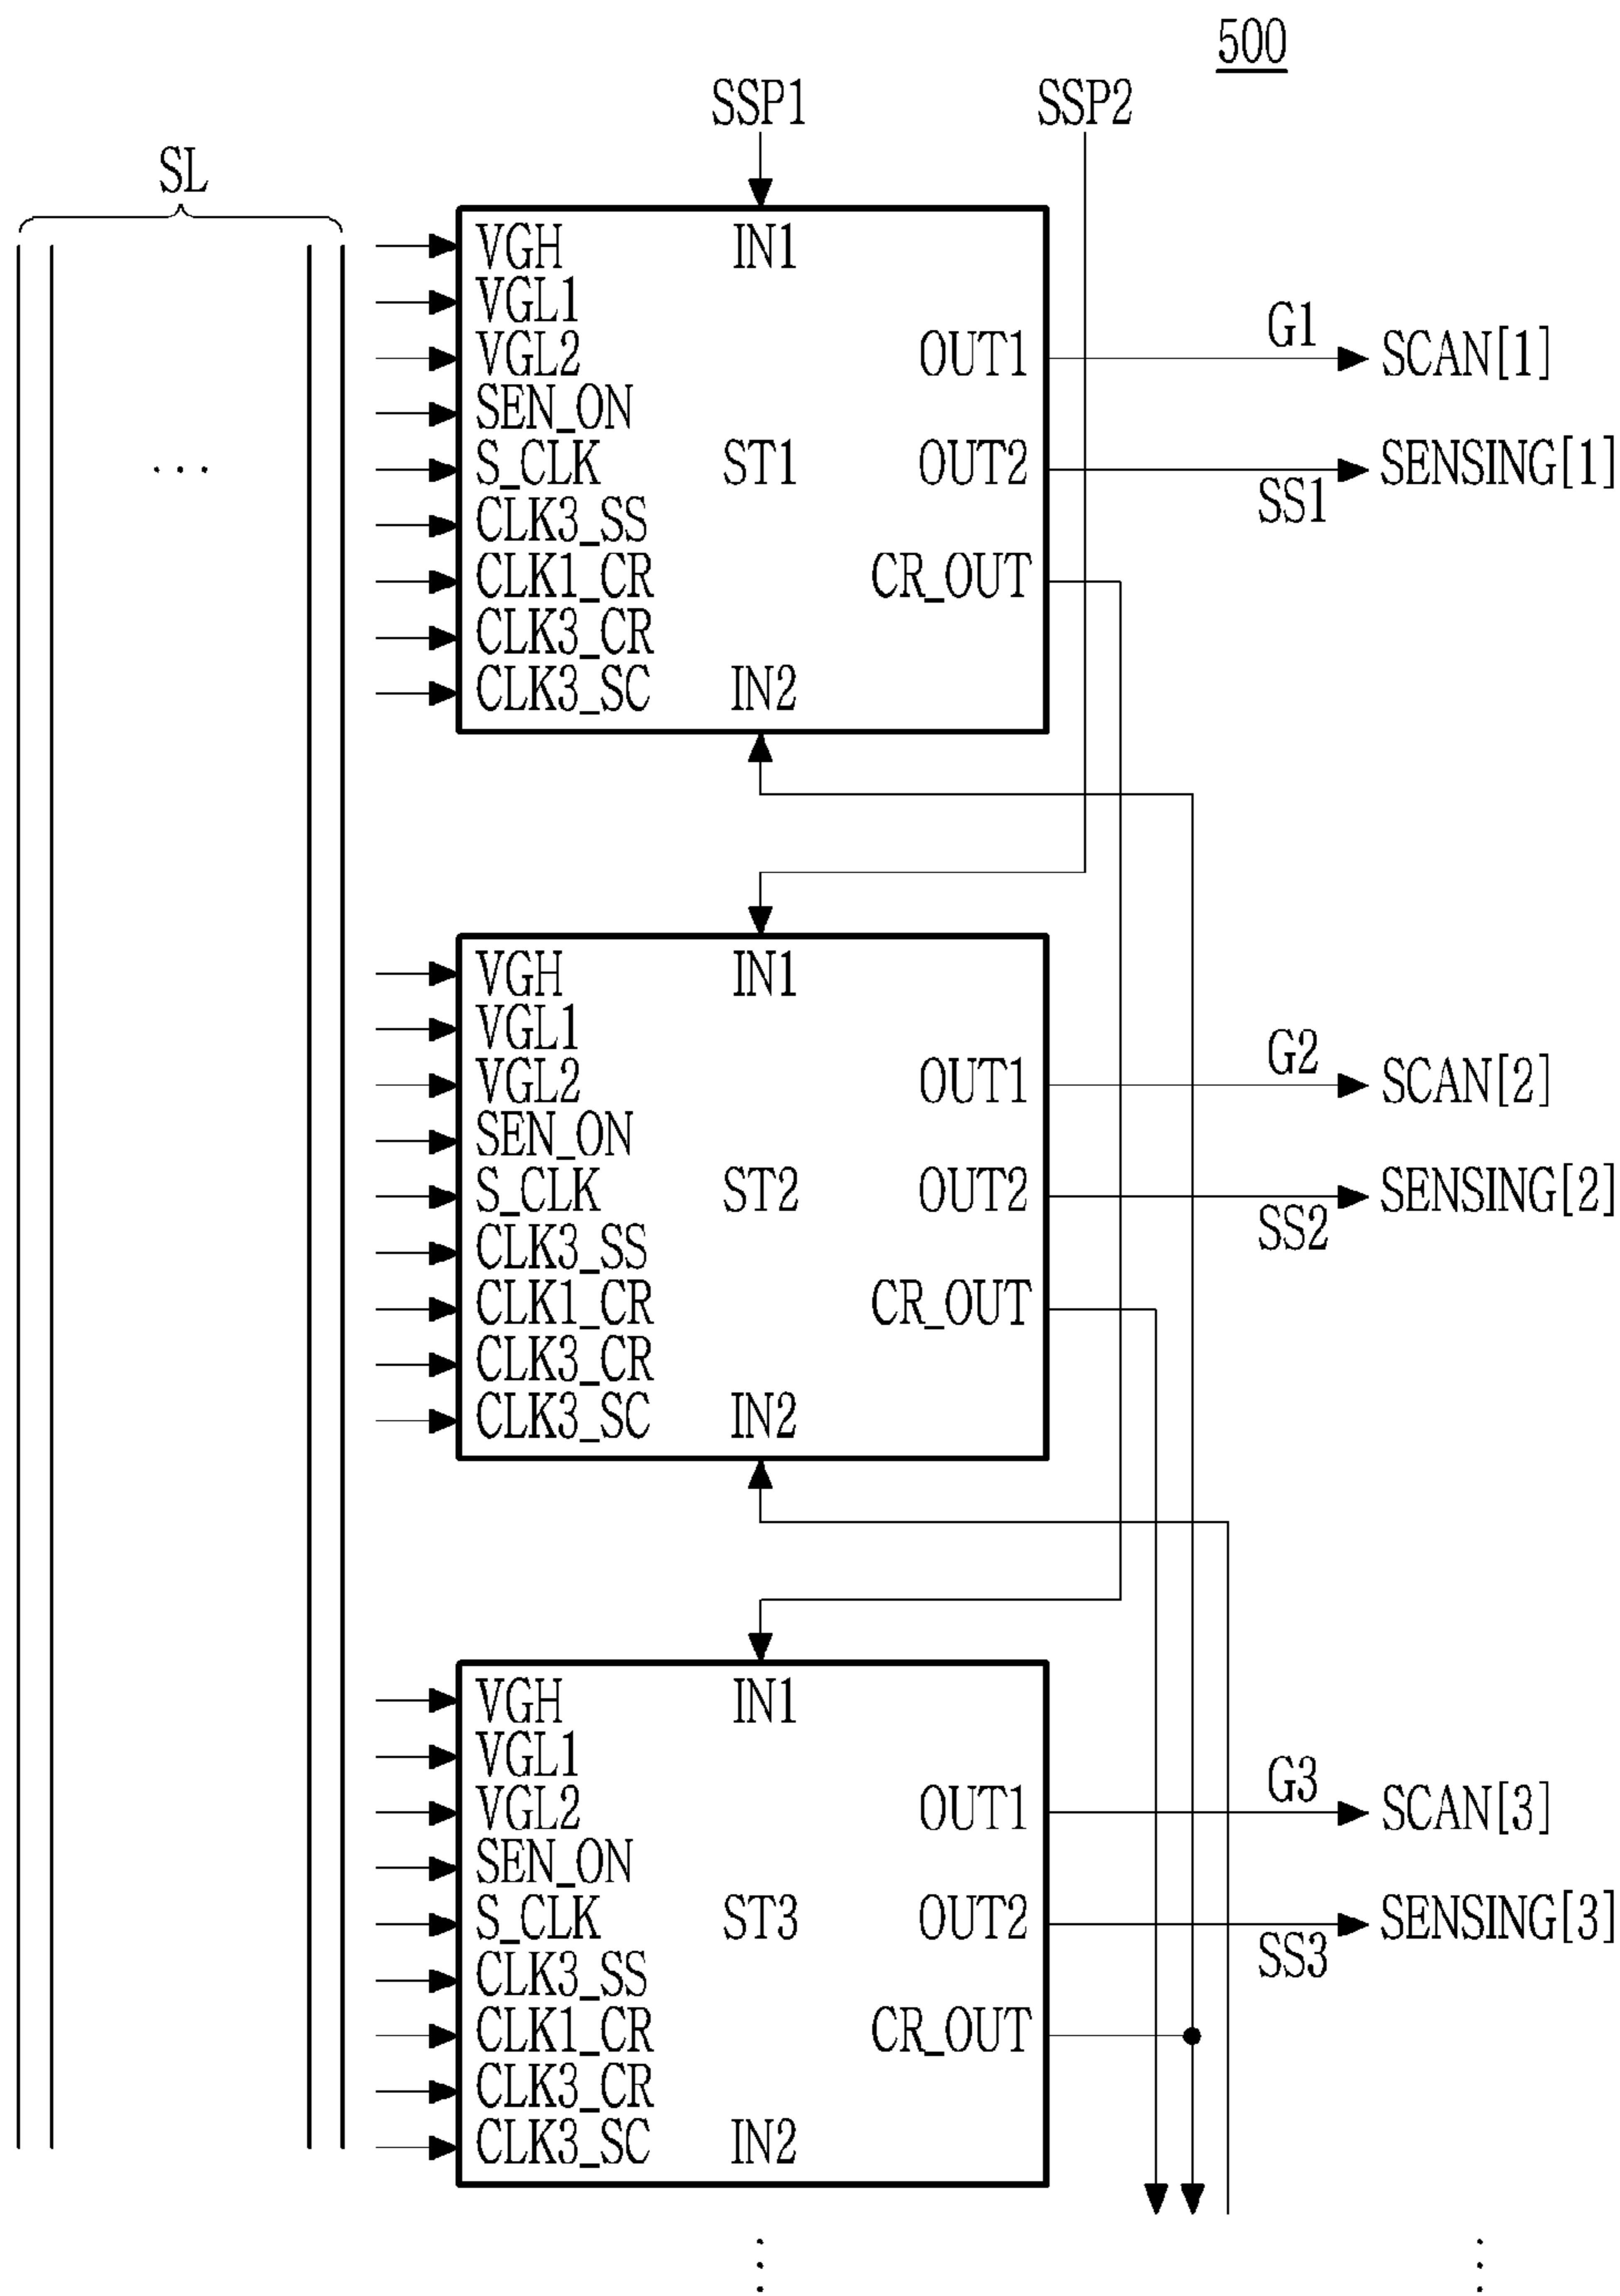 500
SSP1 SSP2
SL
VGH IN1
VGL1
G1
VGL2 OUT1 SCAN[1]
SEN_ON
S_CLK ST1 OUT2 SENSING[1]
SS1
CLK3_SS
CLK1_CR CR_OUT
CLK3_CR
CLK3_SC IN2
VGH IN1
VGL1
G2
VGL2 OUT1 SCAN[2]
SEN_ON
S_CLK ST2 OUT2 SENSING[2]
SS2
CLK3_SS
CLK1_CR CR_OUT
CLK3_CR
CLK3_SC IN2
VGH IN1
VGL1
G3
VGL2 OUT1 SCAN[3]
SEN_ON
S_CLK ST3 OUT2 SENSING[3]
SS3
CLK3_SS
CLK1_CR CR_OUT
CLK3_CR
CLK3_SC IN2